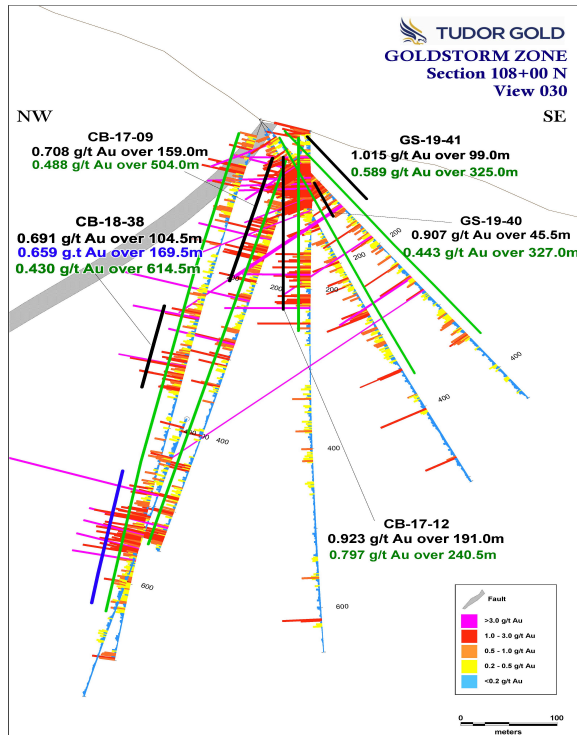 TUDOR GOLD
GOLDSTORM ZONE
Section 108+00 N
View 030
NW
SE
CB-17-09
0.708 g/t Au over 159.0m
0.488 g/t Au over 504.0m
GS-19-41
1.015 g/t Au over 99.0m
0.589 g/t Au over 325.0m
CB-18-38
0.691 g/t Au over 104.5m
0.659 g.t Au over 169.5m
0.430 g/t Au over 614.5m
GS-19-40
0.907 g/t Au over 45.5m
0.443 g/t Au over 327.0m
200
200
200
200
400
400
400
400
400
CB-17-12
0.923 g/t Au over 191.0m
0.797 g/t Au over 240.5m
600
600
Fault
>3.0 g/t Au
1.0 - 3.0 g/t Au
0.5 - 1.0 g/t Au
0.2 - 0.5 g/t Au
<0.2 g/t Au
0
100
meters